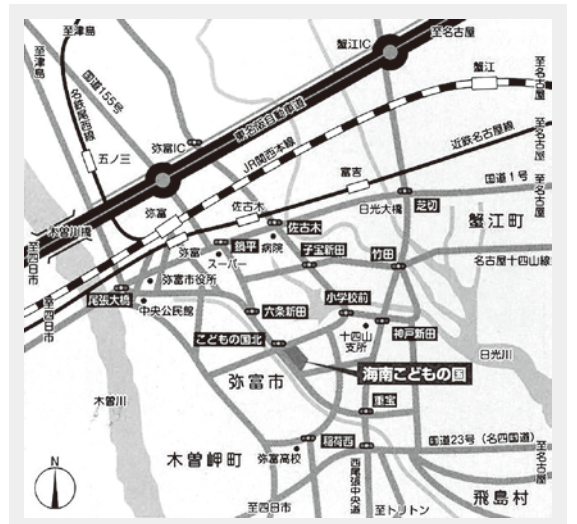 至津島
至津島
国道155号
名鉄尾西線
五ノ三
弥富IC
東名阪自動車道
蟹江IC
至名古屋
蟹江
至名古屋
JR関西本線
近鉄名古屋線
至名古屋
富吉
佐古木
弥富
木曽川橋
至四日市
至四日市
国道1号
至名古屋
日光大橋
芝切
蟹江町
佐古木
病院
鍋平
弥富
スーパー
子宝新田
竹田
名古屋十四山線
弥富市役所
尾張大橋
中央公民館
六条新田
小学校前
こどもの国北
十四山
支所
神戸新田
日光川
海南こどもの国
弥富市
木曽川
重宝
稲荷西
国道23号（名四国道）
至名古屋
木曽岬町
弥富高校
西尾張中央道
飛島村
至四日市
至トリトン
N